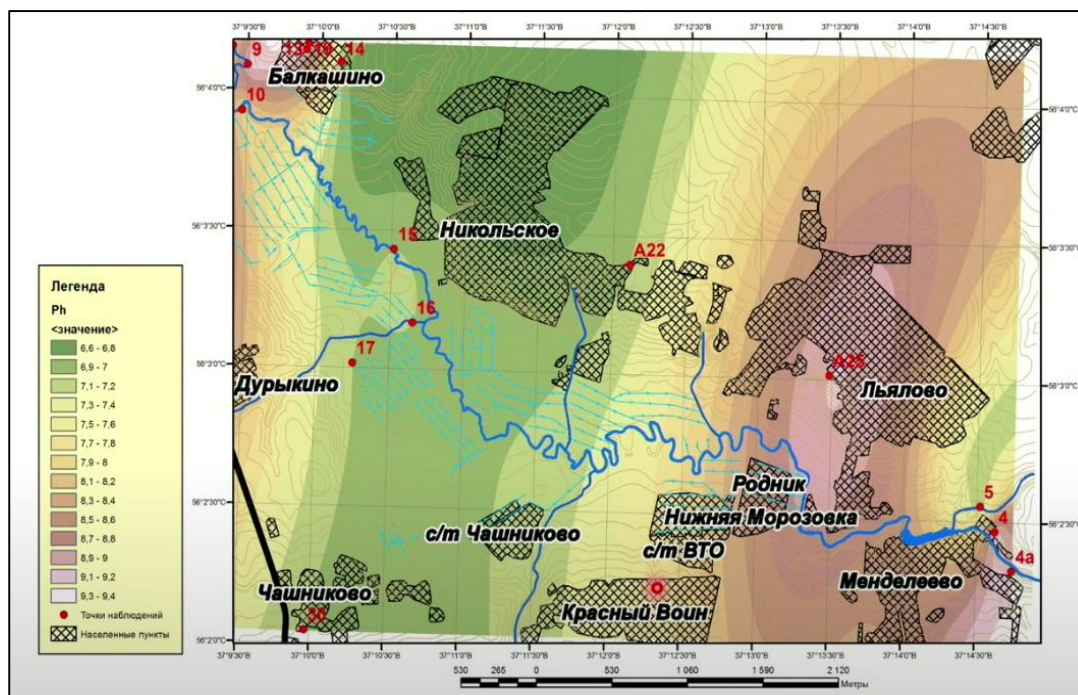 37°9'30"В 37°10'0"В 37°10'30"В 37°11'0"В 37°11'30"В 37°12'0"В 37°12'30"В 37°13'0"В 37°13'30"В 37°14'0"В 37°14'30"В
9
14
Балкашино
10
56°4'0"С
56°4'0"С
15
Никольское
А22
56°3'30"С
56°3'30"С
16
17
Дурыкино
56°3'0"С
56°3'0"С
А25
Льялово
Родник
5
56°2'30"С
56°2'30"С
с/т Чашниково
Нижняя Морозовка
4
с/т ВТО
4а
Чашниково
Красный Воин
Менделеево
30
56°2'0"С
56°2'0"С
37°9'30"В 37°10'0"В 37°10'30"В 37°11'0"В 37°11'30"В 37°12'0"В 37°12'30"В 37°13'0"В 37°13'30"В 37°14'0"В 37°14'30"В
530 265 0 530 1 060 1 590 2 120
Метры
Легенда
Ph
<значение>
6,6 - 6,8
6,9 - 7
7,1 - 7,2
7,3 - 7,4
7,5 - 7,6
7,7 - 7,8
7,9 - 8
8,1 - 8,2
8,3 - 8,4
8,5 - 8,6
8,7 - 8,8
8,9 - 9
9,1 - 9,2
9,3 - 9,4
Точки наблюдений
Населенные пункты